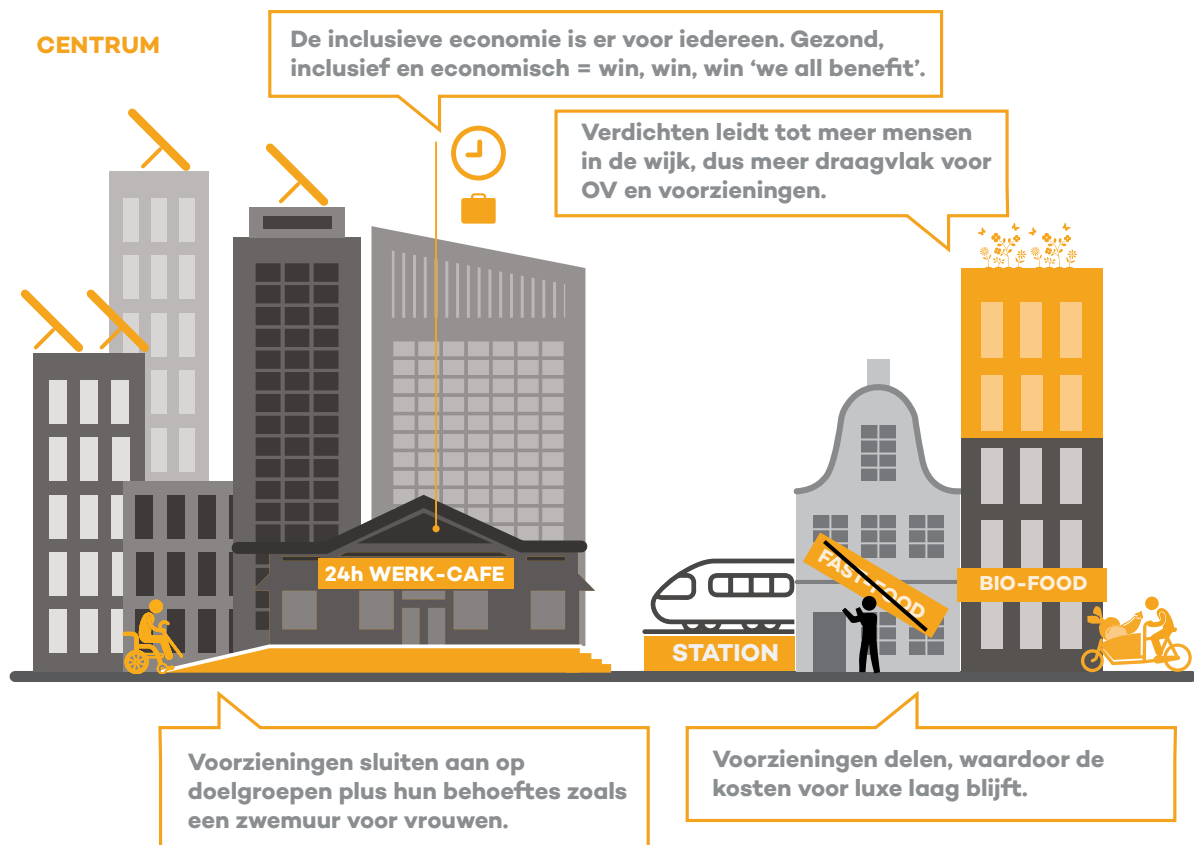 CENTRUM
De inclusieve economie is er voor iedereen. Gezond,
inclusief en economisch = win, win, win ‘we all benefit’.
Verdichten leidt tot meer mensen
in de wijk, dus meer draagvlak voor
OV en voorzieningen.
24h WERK-CAFE
STATION
FAST-FOOD
BIO-FOOD
Voorzieningen sluiten aan op
doelgroepen plus hun behoeftes zoals
een zwemuur voor vrouwen.
Voorzieningen delen, waardoor de
kosten voor luxe laag blijft.